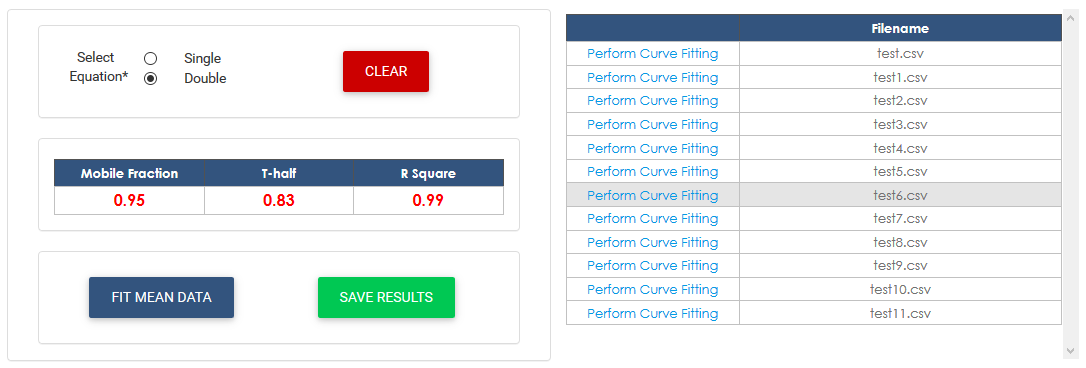 Select Equation*
Single
Double
CLEAR
Mobile Fraction T-half R Square
0.95 0.83 0.99
FIT MEAN DATA SAVE RESULTS
Filename
Perform Curve Fitting test.csv
Perform Curve Fitting test1.csv
Perform Curve Fitting test2.csv
Perform Curve Fitting test3.csv
Perform Curve Fitting test4.csv
Perform Curve Fitting test5.csv
Perform Curve Fitting test6.csv
Perform Curve Fitting test7.csv
Perform Curve Fitting test8.csv
Perform Curve Fitting test9.csv
Perform Curve Fitting test10.csv
Perform Curve Fitting test11.csv